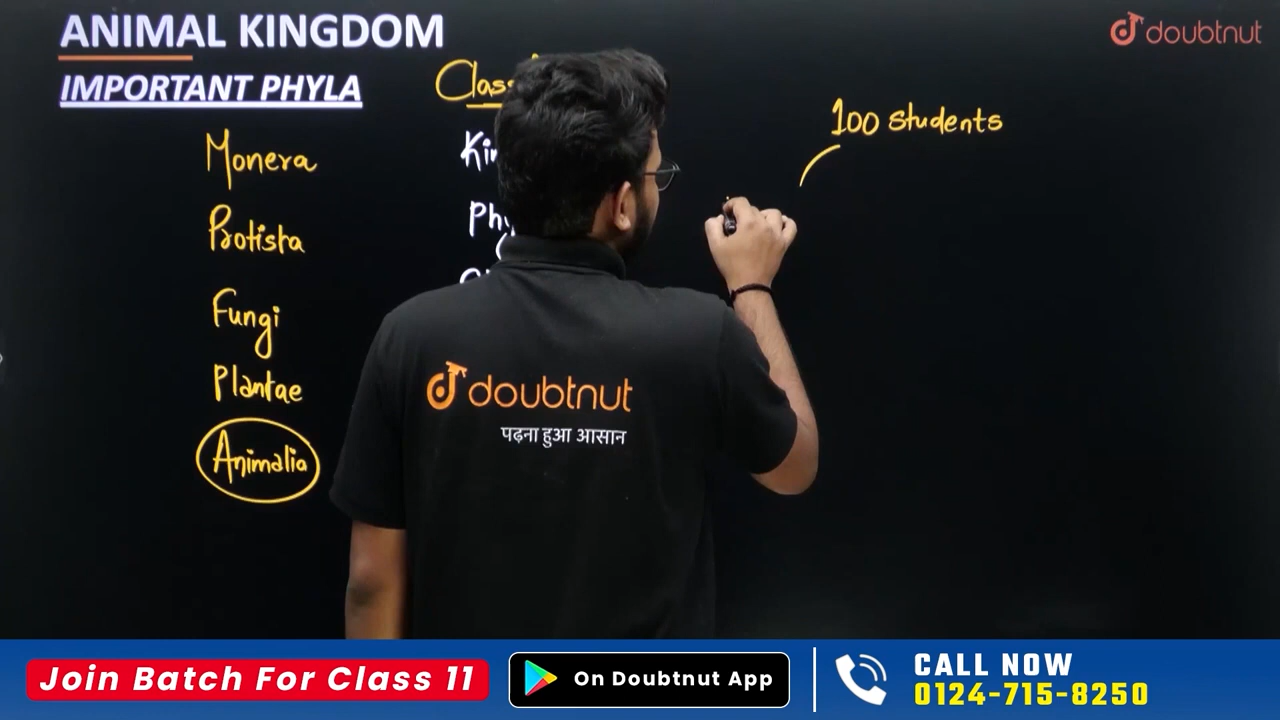 ANIMAL KINGDOM
IMPORTANT PHYLA
doubtnut
100 students
Monera
Protista
Fungi
Plantae
Animalia
doubtnut
पढ़ना हुआ आसान
Join Batch For Class 11
On Doubtnut App
CALL NOW
0124-715-8250